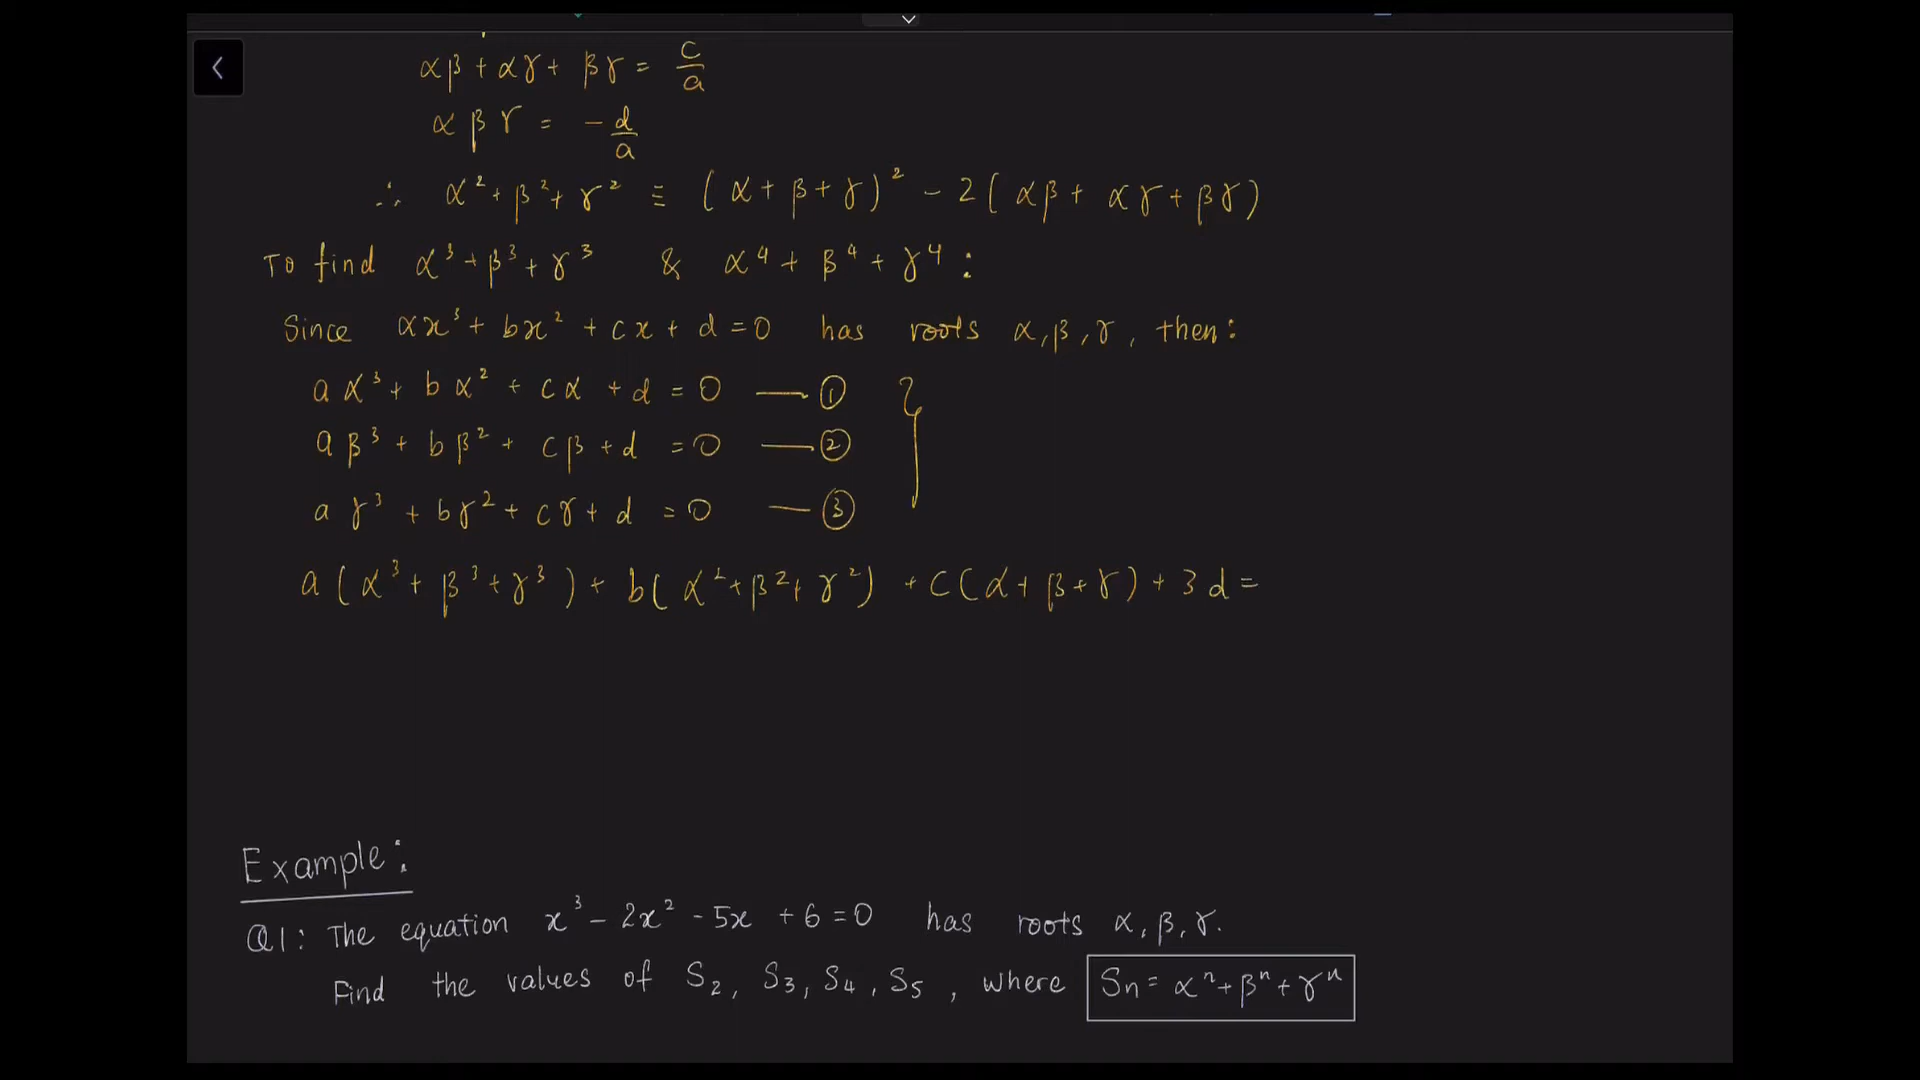 αβ + αγ + βγ = c/a
αβγ = -d/a
∴ α² + β² + γ² ≡ (α + β + γ)² - 2(αβ + αγ + βγ)
To find α³ + β³ + γ³ & α⁴ + β⁴ + γ⁴ :
Since αx³ + bx² + cx + d = 0 has roots α, β, γ, then:
aα³ + bα² + cα + d = 0 — ①
aβ³ + bβ² + cβ + d = 0 — ②
aγ³ + bγ² + cγ + d = 0 — ③
a(α³ + β³ + γ³) + b(α² + β² + γ²) + c(α + β + γ) + 3d =
Example:
Q1: The equation x³ - 2x² - 5x + 6 = 0 has roots α, β, γ.
Find the values of S₂, S₃, S₄, S₅, where Sn = αⁿ + βⁿ + γⁿ